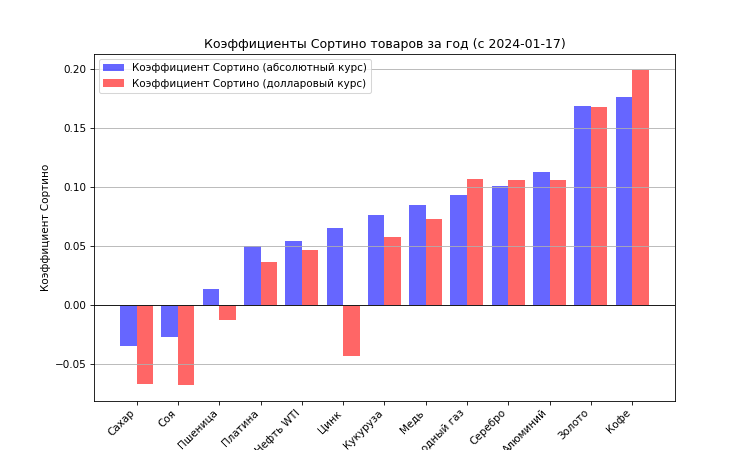 Коэффициенты Сортино товаров за год (с 2024-01-17)
Коэффициент Сортино (абсолютный курс)
Коэффициент Сортино (долларовый курс)
Коэффициент Сортино
0.20
0.15
0.10
0.05
0.00
−0.05
Сахар
Соя
Пшеница
Платина
Нефть WTI
Цинк
Кукуруза
Медь
газ
Серебро
Алюминий
Золото
Кофе